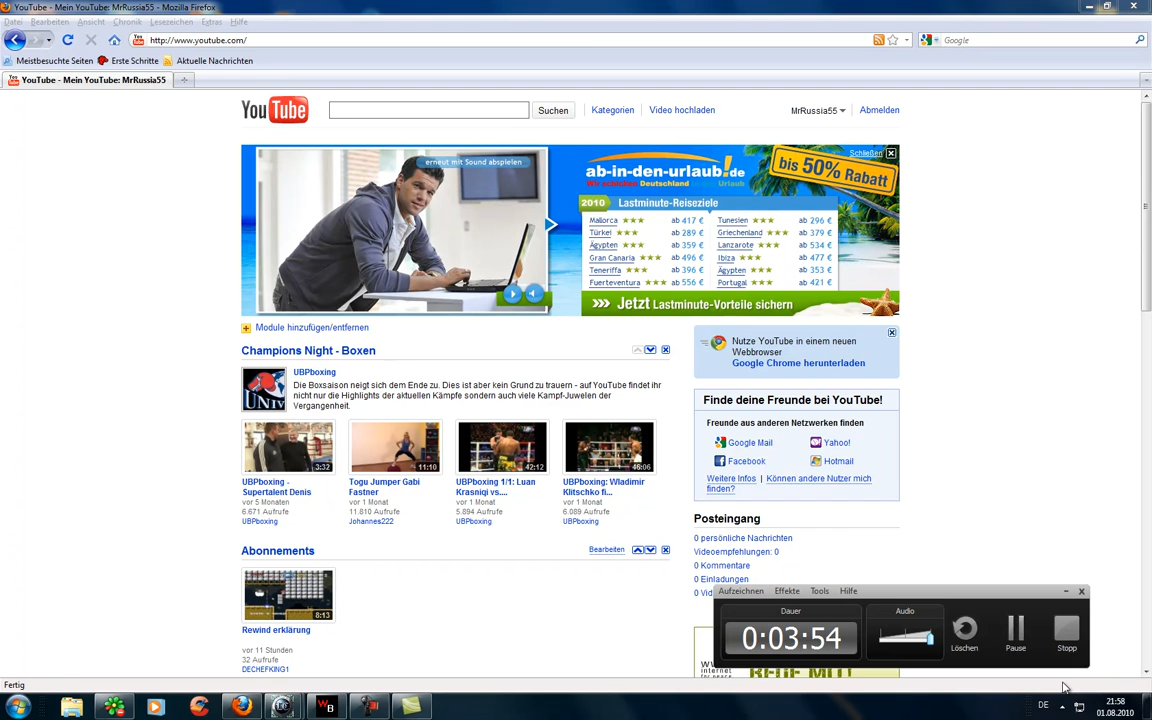 YouTube - Mein YouTube: MrRussia55 - Mozilla Firefox
Datei Bearbeiten Ansicht Chronik Lesezeichen Extras Hilfe
http://www.youtube.com/
Google
Meistbesuchte Seiten Erste Schritte Aktuelle Nachrichten
YouTube - Mein YouTube: MrRussia55
YouTube
Suchen
Kategorien
Video hochladen
MrRussia55
Abmelden
erneut mit Sound abspielen
ab-in-den-urlaub!.de
Wir schicken Deutschland in den Urlaub
Schließen
bis 50% Rabatt
2010 Lastminute-Reiseziele
Mallorca ab 417 € Tunesien ab 296 €
Türkei ab 289 € Griechenland ab 379 €
Ägypten ab 359 € Lanzarote ab 534 €
Gran Canaria ab 496 € Ibiza ab 477 €
Teneriffa ab 396 € Ägypten ab 353 €
Fuerteventura ab 556 € Portugal ab 421 €
>>> Jetzt Lastminute-Vorteile sichern
Module hinzufügen/entfernen
Champions Night - Boxen
UBPboxing
Die Boxsaison neigt sich dem Ende zu. Dies ist aber kein Grund zu trauern - auf YouTube findet ihr
nicht nur die Highlights der aktuellen Kämpfe sondern auch viele Kampf-Juwelen der
Vergangenheit.
UNIV
3:32
11:10
42:12
46:06
UBPboxing -
Supertalent Denis
vor 5 Monaten
6.671 Aufrufe
UBPboxing
Togu Jumper Gabi
Fastner
vor 1 Monat
11.810 Aufrufe
Johannes222
UBPboxing 1/1: Luan
Krasniqi vs....
vor 1 Monat
5.894 Aufrufe
UBPboxing
UBPboxing: Wladimir
Klitschko fi...
vor 1 Monat
6.089 Aufrufe
UBPboxing
Abonnements
Bearbeiten
8:13
Rewind erklärung
vor 11 Stunden
32 Aufrufe
DECHEFKING1
Nutze YouTube in einem neuen
Webbrowser
Google Chrome herunterladen
Finde deine Freunde bei YouTube!
Freunde aus anderen Netzwerken finden
Google Mail Yahoo!
Facebook Hotmail
Weitere Infos | Können andere Nutzer mich
finden?
Posteingang
0 persönliche Nachrichten
Videoempfehlungen: 0
0 Kommentare
0 Einladungen
0
Aufzeichnen Effekte Tools Hilfe
Dauer
0:03:54
Audio
Löschen
Pause
Stopp
Fertig
WB
DE
21:58
01.08.2010